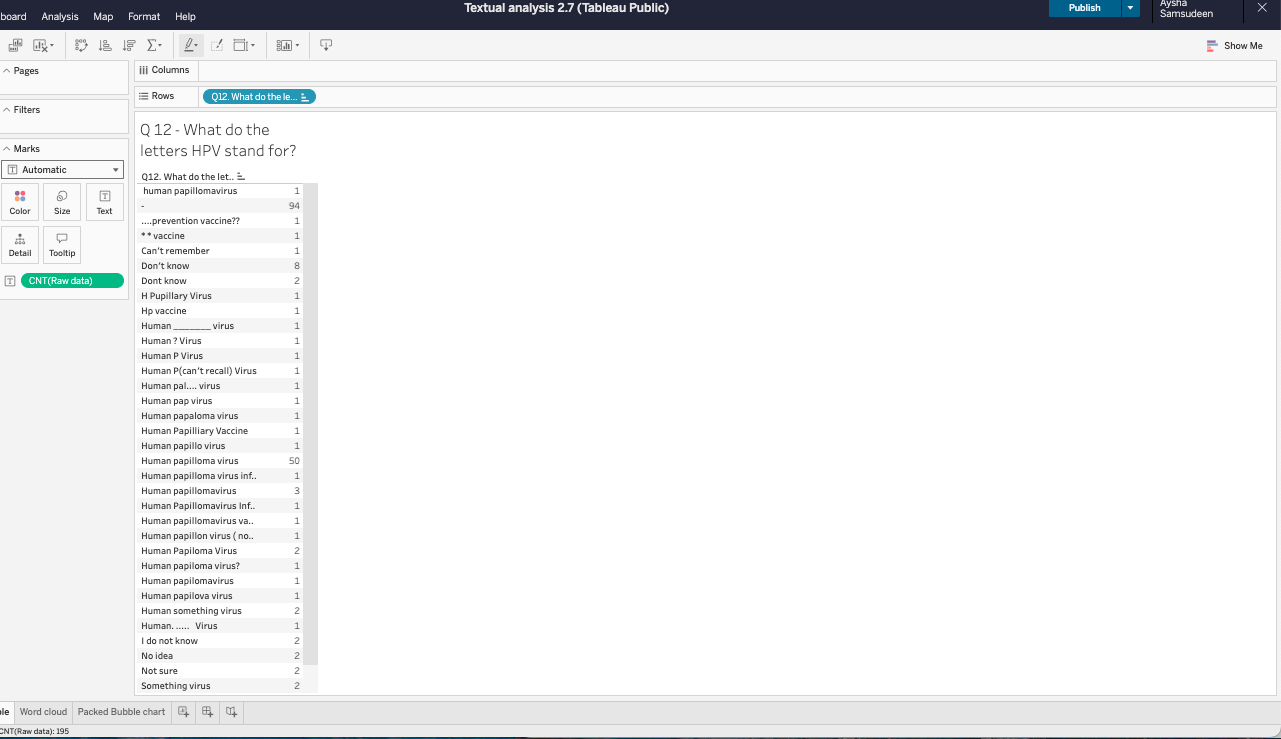 board Analysis Map Format Help
Textual analysis 2.7 (Tableau Public)
Publish
Aysha
Samsudeen
Show Me
Pages
Columns
Rows
Q12. What do the le...
Filters
Marks
Automatic
Color Size Text
Detail Tooltip
CNT(Raw data)
Q 12 - What do the
letters HPV stand for?
Q12. What do the let..
human papillomavirus 1
- 94
....prevention vaccine?? 1
* * vaccine 1
Can't remember 1
Don't know 8
Dont know 2
H Pupillary Virus 1
Hp vaccine 1
Human ________ virus 1
Human ? Virus 1
Human P Virus 1
Human P(can't recall) Virus 1
Human pal.... virus 1
Human pap virus 1
Human papaloma virus 1
Human Papilliary Vaccine 1
Human papillo virus 1
Human papilloma virus 50
Human papilloma virus inf.. 1
Human papillomavirus 3
Human Papillomavirus Inf.. 1
Human papillomavirus va.. 1
Human papillon virus ( no.. 1
Human Papiloma Virus 2
Human papiloma virus? 1
Human papilomavirus 1
Human papilova virus 1
Human something virus 2
Human. ..... Virus 1
I do not know 2
No idea 2
Not sure 2
Something virus 2
ble Word cloud Packed Bubble chart
CNT(Raw data): 195